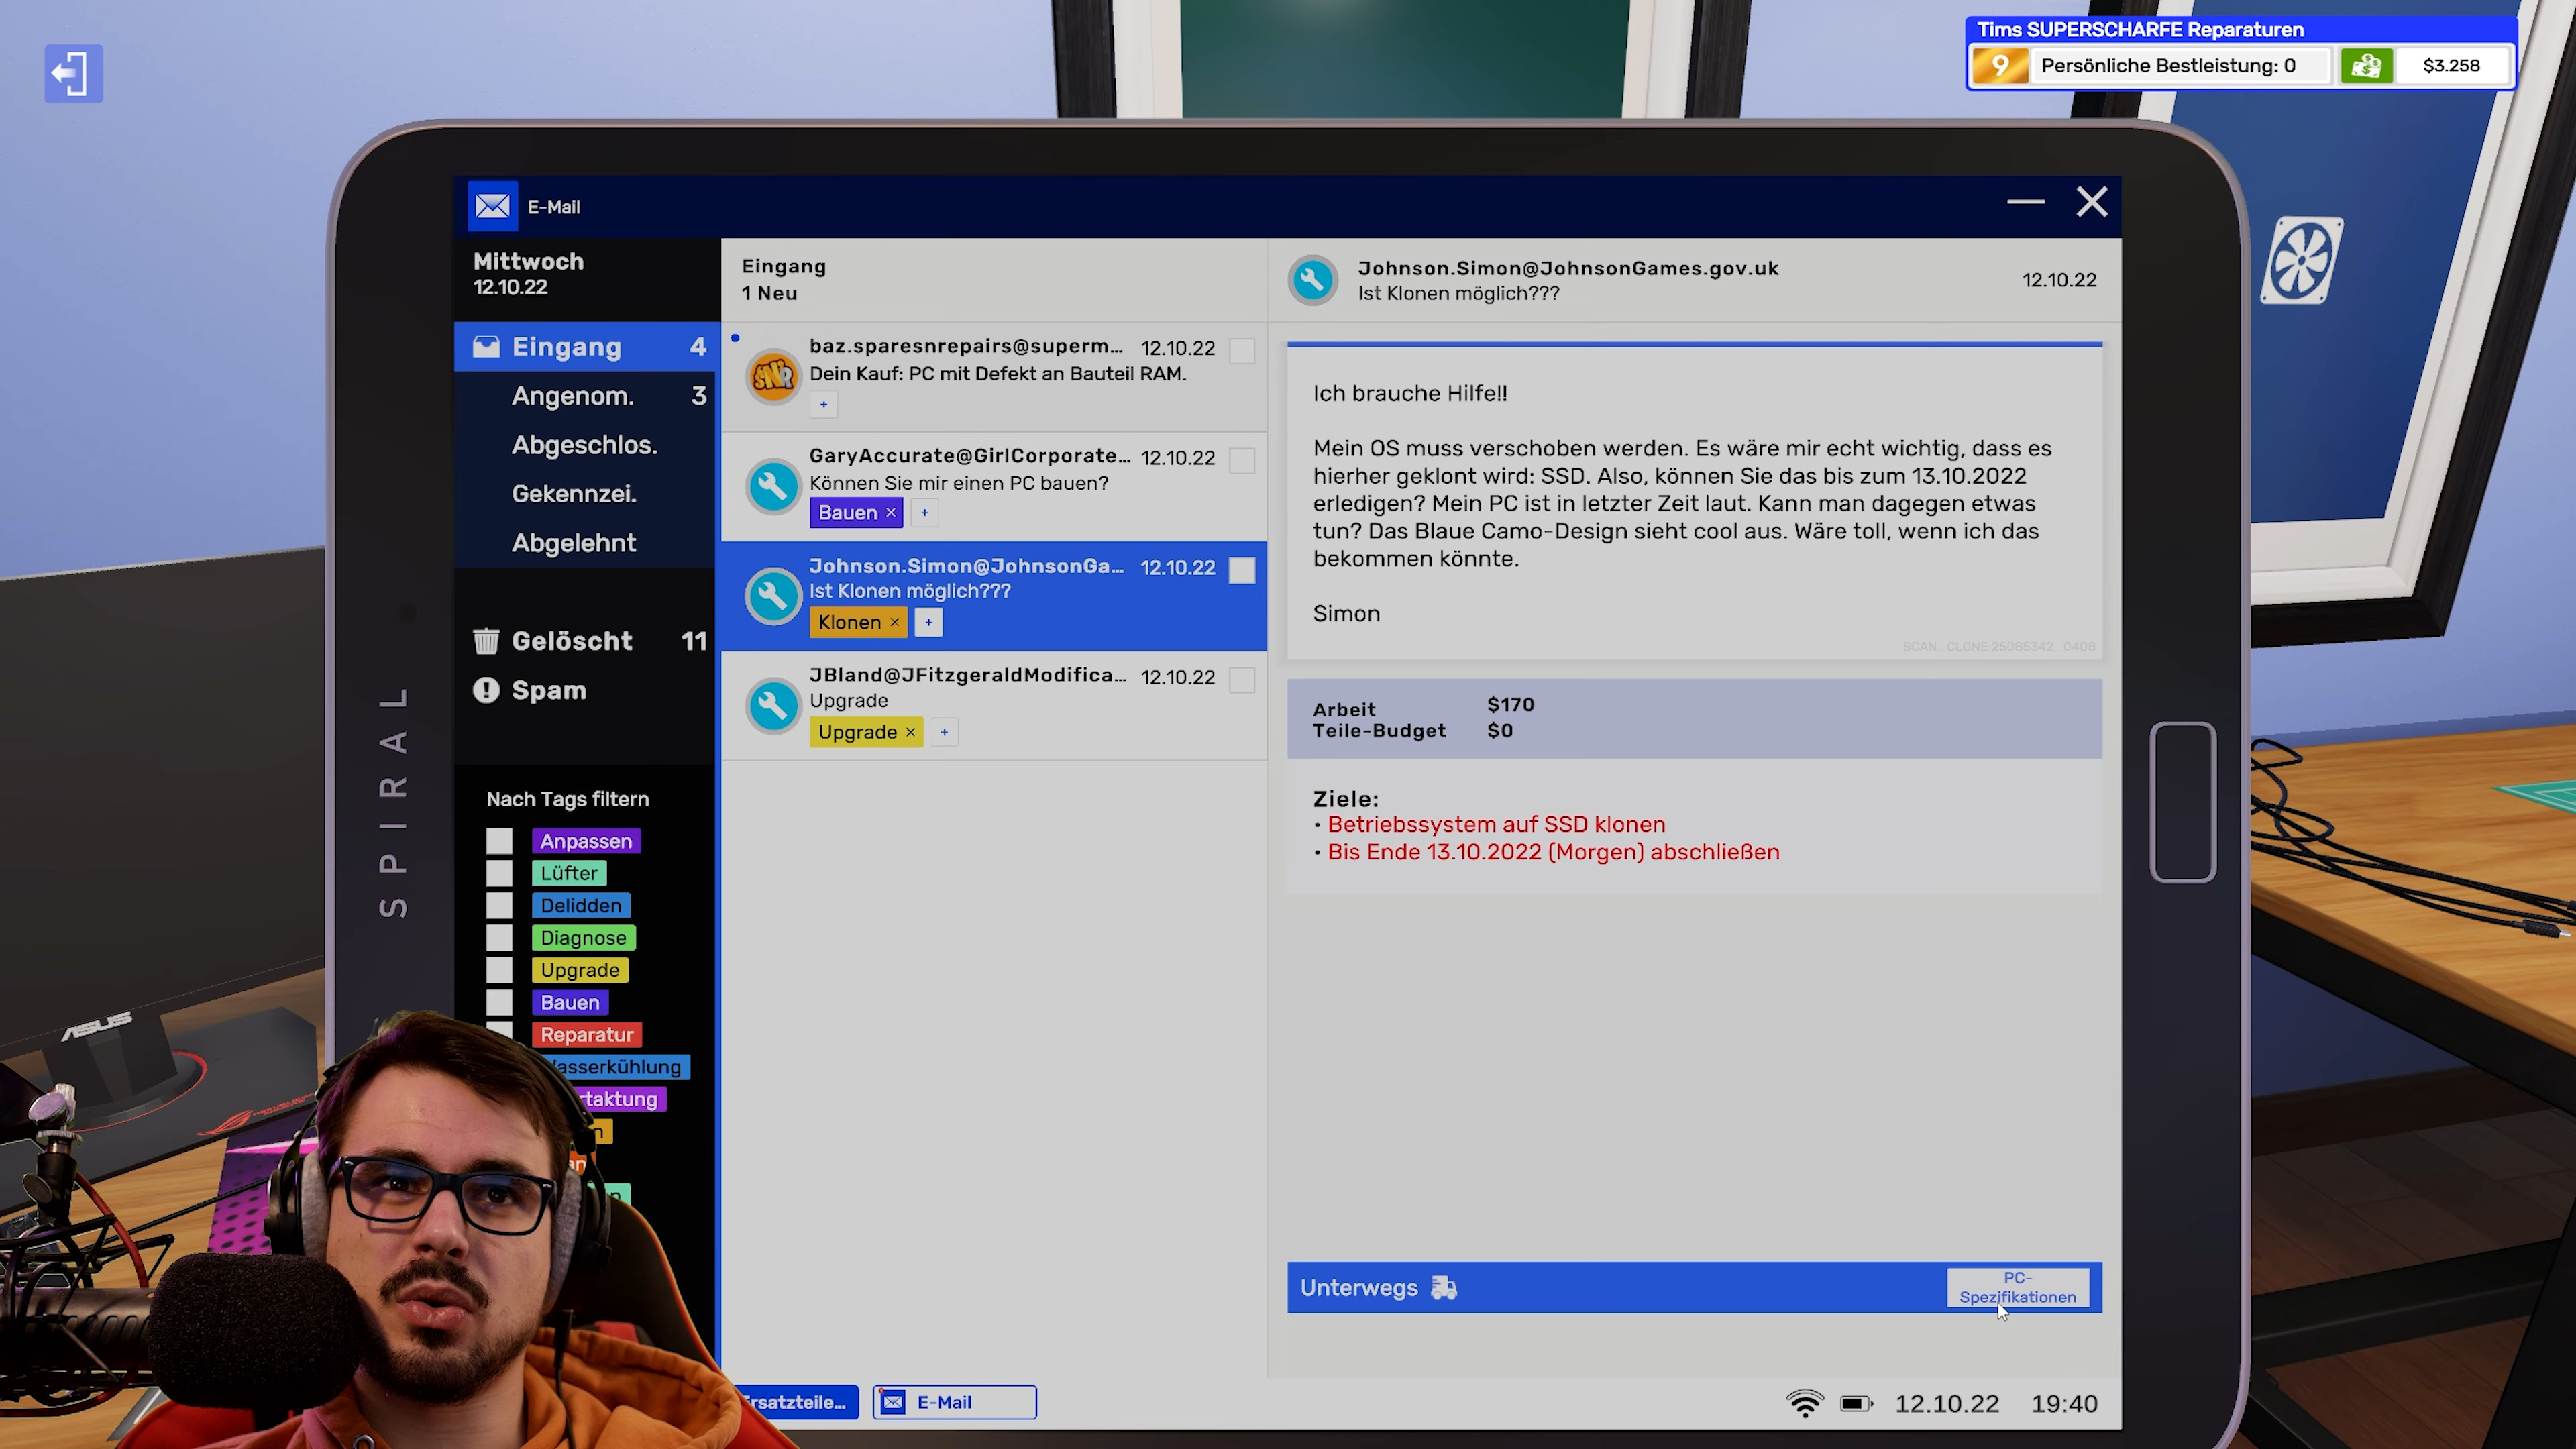 Tims SUPERSCHARFE Reparaturen
9 Persönliche Bestleistung: 0 $3.258
E-Mail
Mittwoch
12.10.22
Eingang 4
Angenom. 3
Abgeschlos.
Gekennzei.
Abgelehnt
Gelöscht 11
Spam
Nach Tags filtern
Anpassen
Lüfter
Delidden
Diagnose
Upgrade
Bauen
Reparatur
asserkühlung
taktung
Eingang
1 Neu
baz.sparesnrepairs@superm... 12.10.22
SNR
Dein Kauf: PC mit Defekt an Bauteil RAM.
+
GaryAccurate@GirlCorporate... 12.10.22
Können Sie mir einen PC bauen?
Bauen × +
Johnson.Simon@JohnsonGa... 12.10.22
Ist Klonen möglich???
Klonen × +
JBland@JFitzgeraldModifica... 12.10.22
Upgrade
Upgrade × +
Johnson.Simon@JohnsonGames.gov.uk
Ist Klonen möglich???
12.10.22
Ich brauche Hilfe!!
Mein OS muss verschoben werden. Es wäre mir echt wichtig, dass es
hierher geklont wird: SSD. Also, können Sie das bis zum 13.10.2022
erledigen? Mein PC ist in letzter Zeit laut. Kann man dagegen etwas
tun? Das Blaue Camo-Design sieht cool aus. Wäre toll, wenn ich das
bekommen könnte.
Simon
SCAN_CLONE:25085342_0408
Arbeit $170
Teile-Budget $0
Ziele:
• Betriebssystem auf SSD klonen
• Bis Ende 13.10.2022 (Morgen) abschließen
Unterwegs
PC-
Spezifikationen
rsatzteile...
E-Mail
12.10.22 19:40
SPIRAL
ASUS